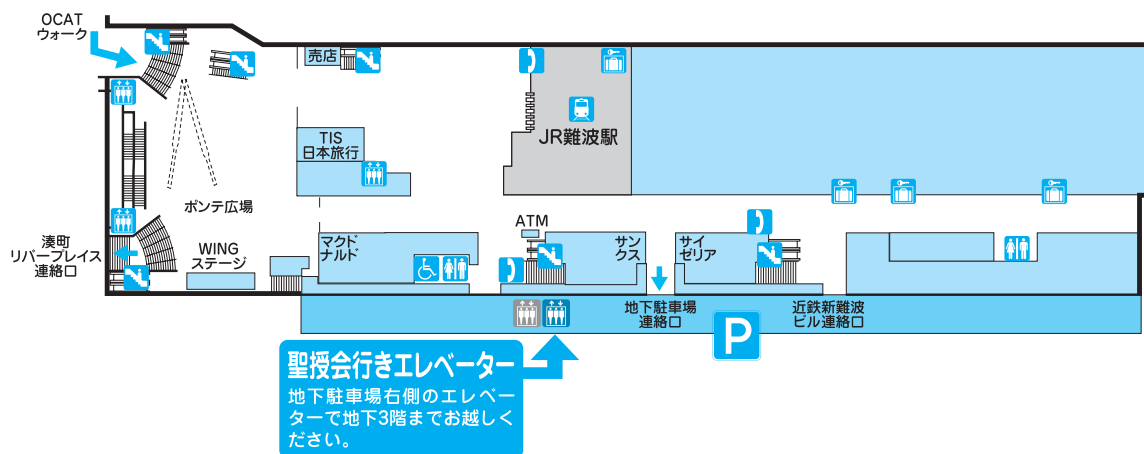 OCAT
ウォーク
売店
JR難波駅
TIS
日本旅行
ポンテ広場
湊町
リバープレイス
連絡口
WING
ステージ
マクド
ナルド
ATM
サン
クス
サイ
ゼリア
地下駐車場
連絡口
P
近鉄新難波
ビル連絡口
聖授会行きエレベーター
地下駐車場右側のエレベー
ターで地下3階までお越しく
ださい。